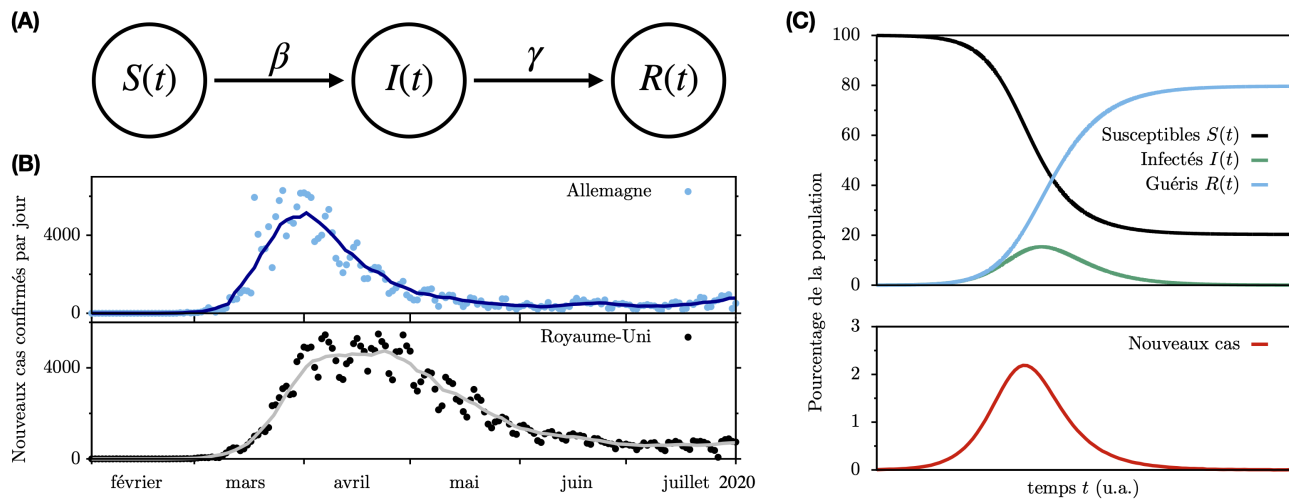 (A)
S(t)
β
I(t)
γ
R(t)
(B)
Nouveaux cas confirmés par jour
Allemagne
4000
0
Royaume-Uni
4000
0
février mars avril mai juin juillet 2020
(C)
Pourcentage de la population
100
80
60
40
20
0
Susceptibles S(t)
Infectés I(t)
Guéris R(t)
3
2
1
0
Nouveaux cas
temps t (u.a.)